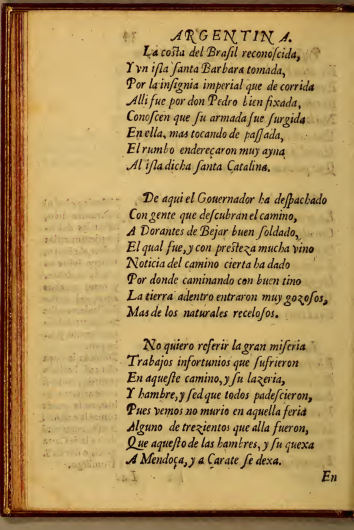 ARGENTINA.
La costa del Brasil reconoscida,
Y vn isla santa Barbara tomada,
Por la insignia imperial que de corrida
Alli fue por don Pedro bien fixada,
Conoscen que su armada fue surgida
En ella, mas tocando de passada,
El rumbo endereçaron muy ayna
Al isla dicha santa Catalina.
De aqui el Gouernador ha despachado
Con gente que descubran el camino,
A Dorantes de Bejar buen soldado,
El qual fue, y con presteza mucha vino
Noticia del camino cierta ha dado
Por donde caminando con buen tino
La tierra adentro entraron muy gozosos,
Mas de los naturales recelosos.
No quiero referir la gran miseria
Trabajos infortunios que sufrieron
En aqueste camino, y su lazeria,
Y hambre, y sed que todos padescieron,
Pues vemos no murio en aquella feria
Alguno de trezientos que alla fueron,
Que aquesto de las hambres, y su quexa
A Mendoça, y a Carate se dexa.
En